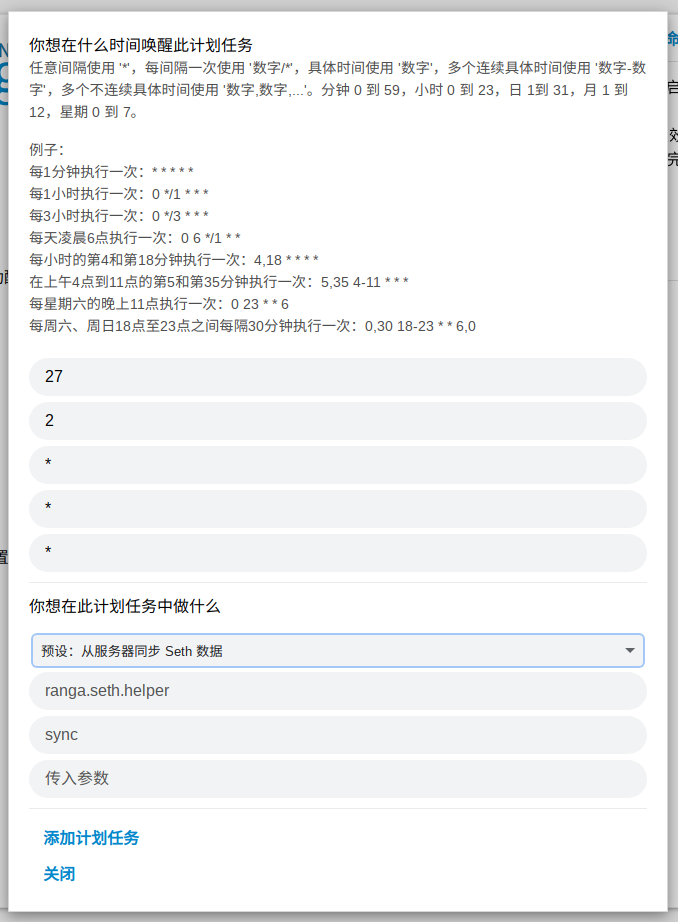 你想在什么时间唤醒此计划任务
任意间隔使用 '*'，每间隔一次使用 '数字/*'，具体时间使用 '数字'，多个连续具体时间使用 '数字-数
字'，多个不连续具体时间使用 '数字,数字,...'。分钟 0 到 59，小时 0 到 23，日 1到 31，月 1 到
12，星期 0 到 7。
例子：
每1分钟执行一次：* * * * *
每1小时执行一次：0 */1 * * *
每3小时执行一次：0 */3 * * *
每天凌晨6点执行一次：0 6 */1 * *
每小时的第4和第18分钟执行一次：4,18 * * * *
在上午4点到11点的第5和第35分钟执行一次：5,35 4-11 * * *
每星期六的晚上11点执行一次：0 23 * * 6
每周六、周日18点至23点之间每隔30分钟执行一次：0,30 18-23 * * 6,0
27
2
*
*
*
你想在此计划任务中做什么
预设：从服务器同步 Seth 数据
ranga.seth.helper
sync
传入参数
添加计划任务
关闭